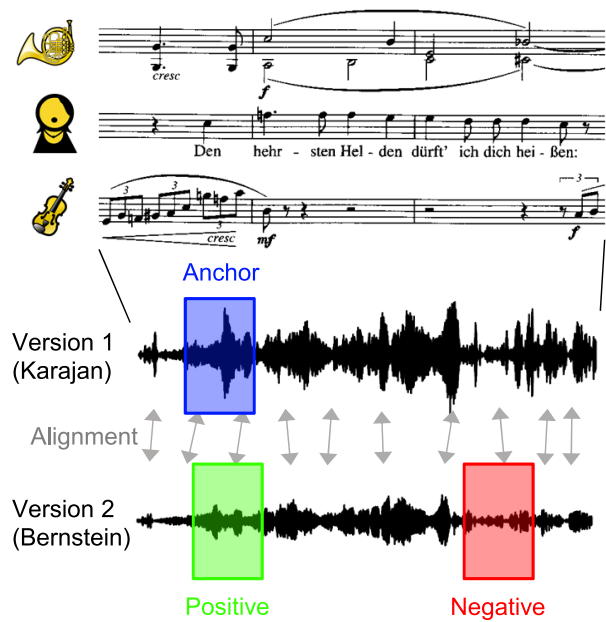 cresc
f
Den hehr - sten Hel - den dürft' ich dich hei - ßen:
3 3 3
3
cresc
mf
f
Anchor
Version 1
(Karajan)
Alignment
Version 2
(Bernstein)
Positive
Negative